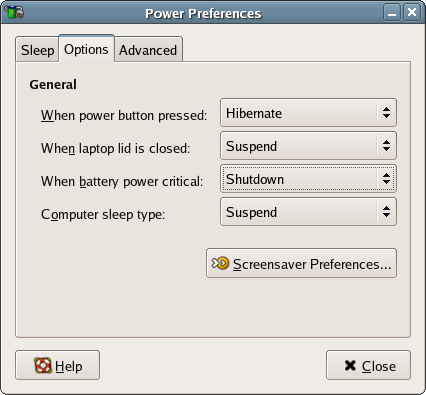 Power Preferences
Sleep Options Advanced
General
When power button pressed: Hibernate
When laptop lid is closed: Suspend
When battery power critical: Shutdown
Computer sleep type: Suspend
Screensaver Preferences...
Help Close